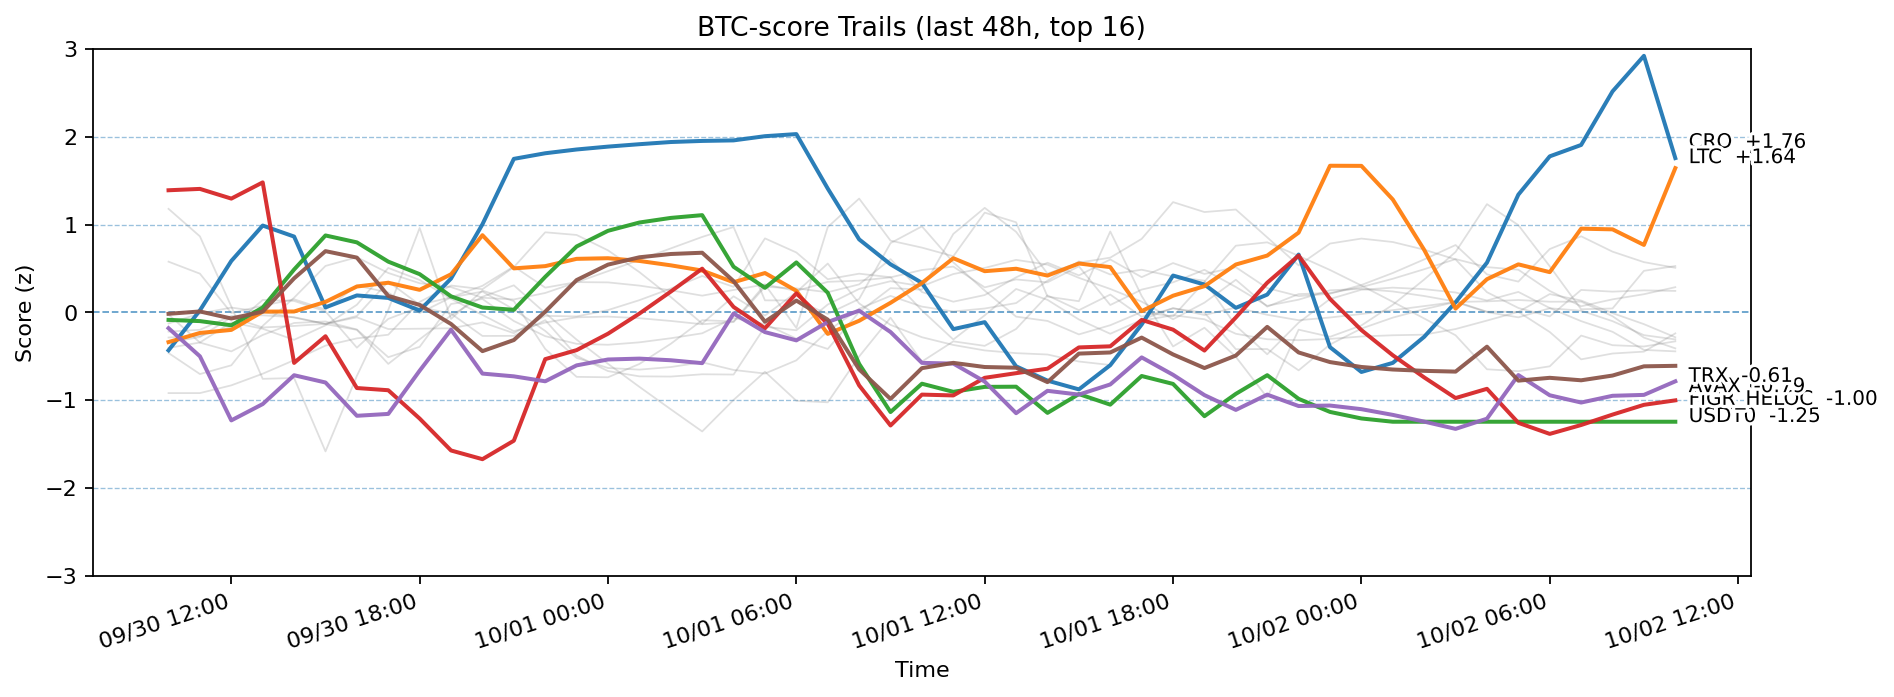 BTC-score Trails (last 48h, top 16)
Score (z)
3
2
1
0
−1
−2
−3
CRO +1.76
LTC +1.64
TRX -0.61
AVAX -0.79
FIGR_HELOC -1.00
USDT0 -1.25
09/30 12:00
09/30 18:00
10/01 00:00
10/01 06:00
10/01 12:00
10/01 18:00
10/02 00:00
10/02 06:00
10/02 12:00
Time